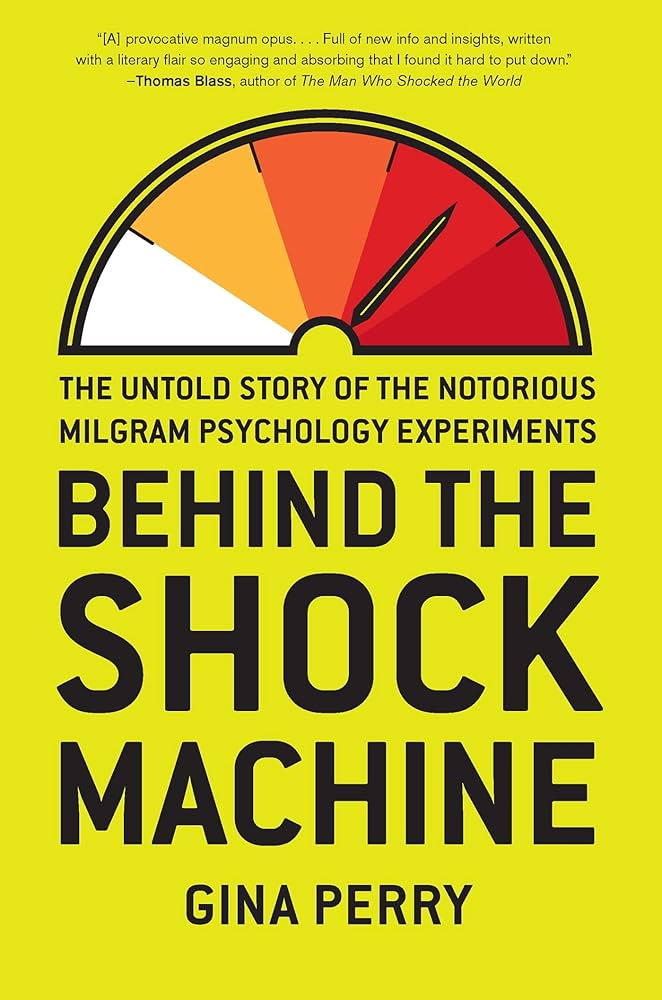 “[A] provocative magnum opus. . . . Full of new info and insights, written
with a literary flair so engaging and absorbing that I found it hard to put down.”
–Thomas Blass, author of The Man Who Shocked the World
THE UNTOLD STORY OF THE NOTORIOUS
MILGRAM PSYCHOLOGY EXPERIMENTS
BEHIND THE
SHOCK
MACHINE
GINA PERRY